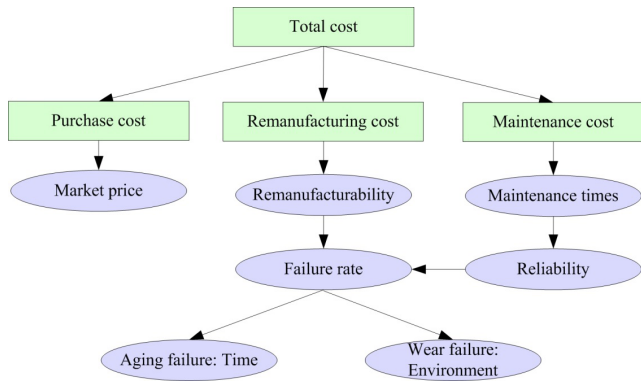 Total cost
Purchase cost
Remanufacturing cost
Maintenance cost
Market price
Remanufacturability
Maintenance times
Failure rate
Reliability
Aging failure: Time
Wear failure:
Environment